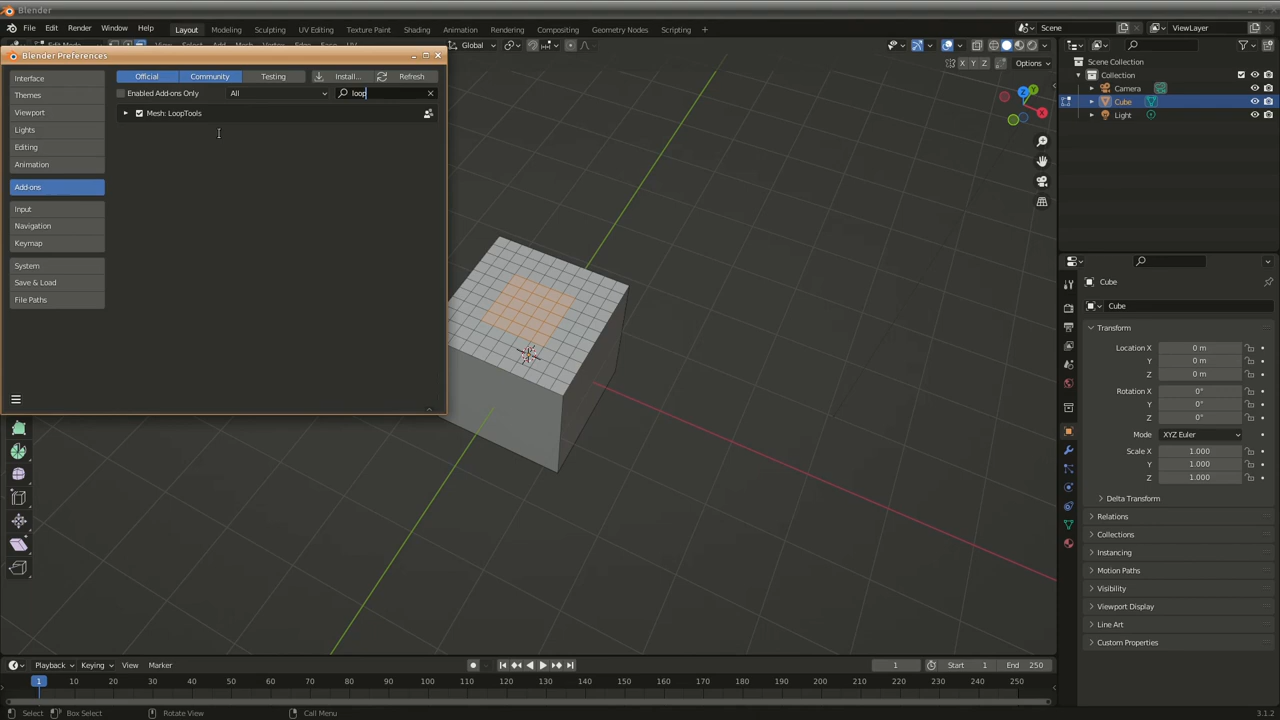 Blender
File Edit Render Window Help Layout Modeling Sculpting UV Editing Texture Paint Shading Animation Rendering Compositing Geometry Nodes Scripting Scene ViewLayer
Global
Blender Preferences
X Y Z Options
Interface
Themes
Viewport
Lights
Editing
Animation
Add-ons
Input
Navigation
Keymap
System
Save & Load
File Paths
Official Community Testing Install... Refresh
Enabled Add-ons Only All loop
Mesh: LoopTools
Z
X
Scene Collection
Collection
Camera
Cube
Light
Cube
Cube
Transform
Location X 0 m
Y 0 m
Z 0 m
Rotation X 0°
Y 0°
Z 0°
Mode XYZ Euler
Scale X 1.000
Y 1.000
Z 1.000
Delta Transform
Relations
Collections
Instancing
Motion Paths
Visibility
Viewport Display
Line Art
Custom Properties
Playback Keying View Marker 1 Start 1 End 250
1 10 20 30 40 50 60 70 80 90 100 110 120 130 140 150 160 170 180 190 200 210 220 230 240 250
Select Box Select Rotate View Call Menu 3.1.2